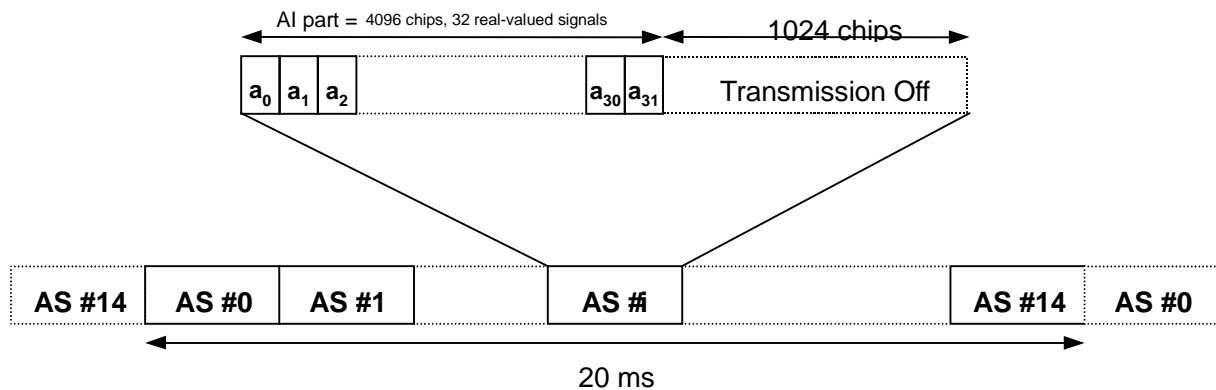 AI part = 4096 chips, 32 real-valued signals
1024 chips
a0 a1 a2 a30 a31 Transmission Off
AS #14 AS #0 AS #1 AS #i AS #14 AS #0
20 ms